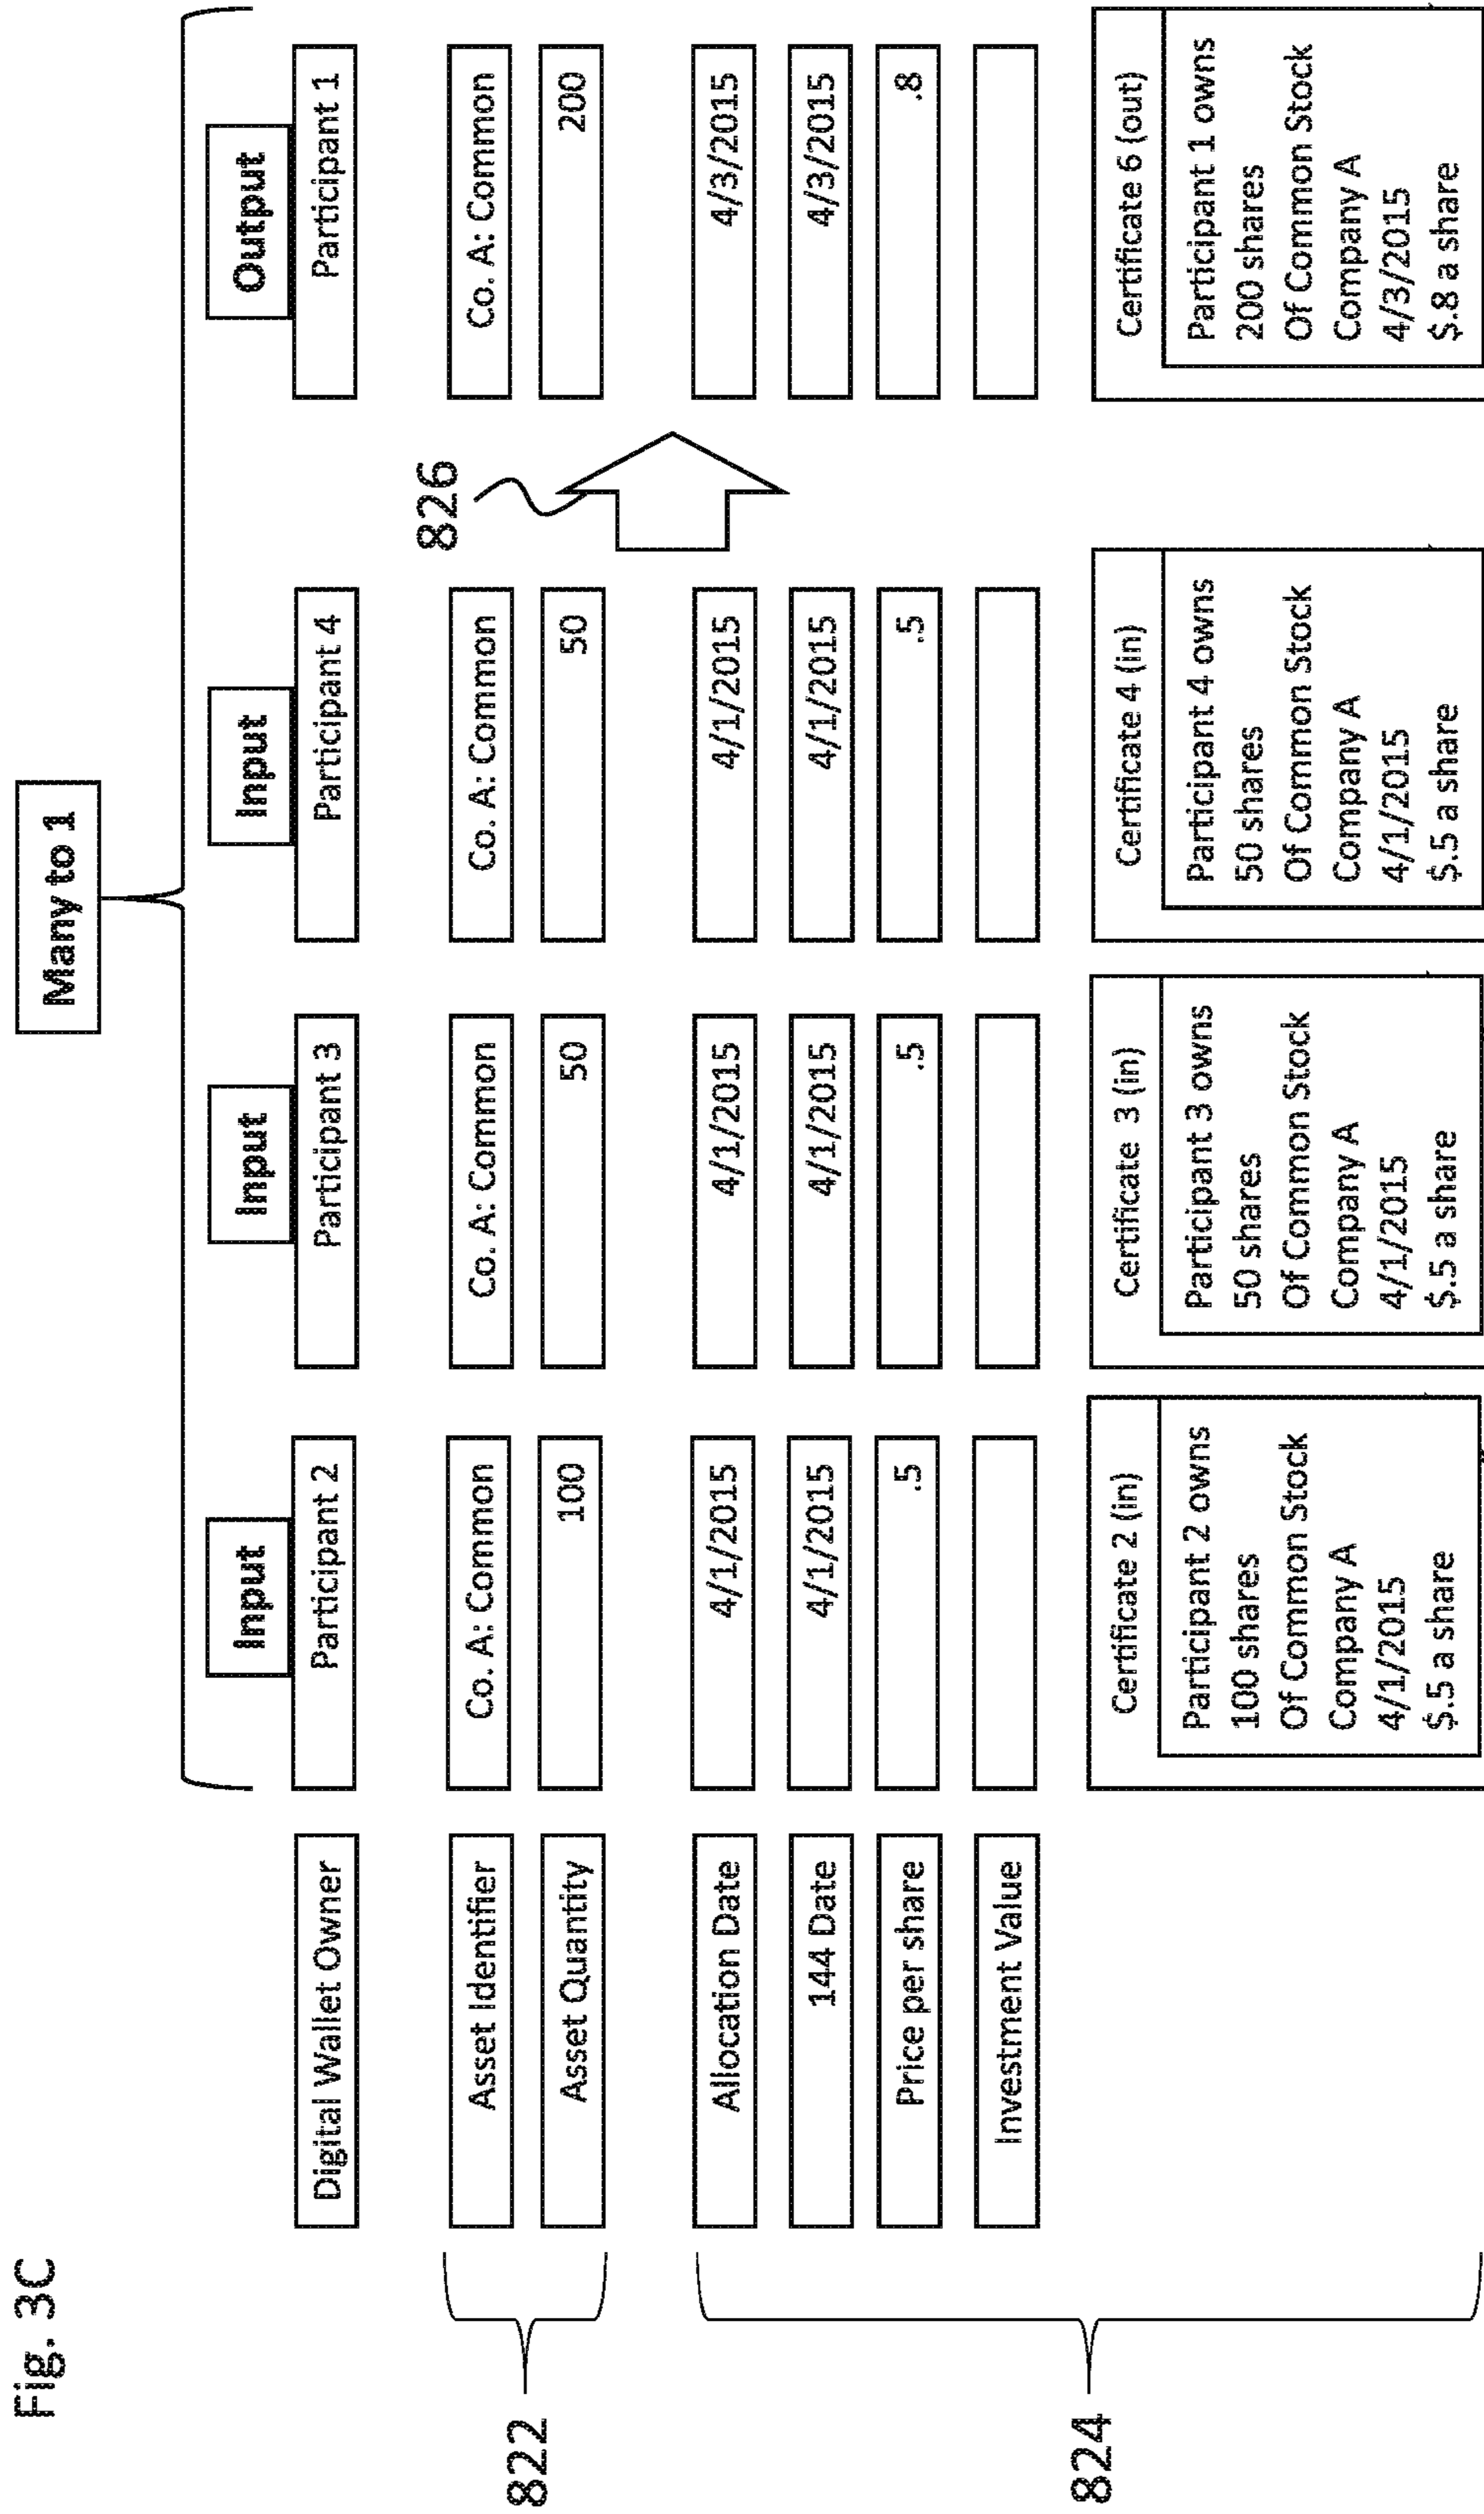 Fig. 3C
Many to 1
Input
Input
Input
Output
Digital Wallet Owner
Participant 2
Participant 3
Participant 4
Participant 1
822
826
Asset Identifier
Co. A: Common
Co. A: Common
Co. A: Common
Co. A: Common
Asset Quantity
100
50
50
200
824
Allocation Date
4/1/2015
4/1/2015
4/1/2015
4/3/2015
144 Date
4/1/2015
4/1/2015
4/1/2015
4/3/2015
Price per share
.5
.5
.5
.8
Investment Value
Certificate 2 (in)
Participant 2 owns
100 shares
Of Common Stock
Company A
4/1/2015
$.5 a share
Certificate 3 (in)
Participant 3 owns
50 shares
Of Common Stock
Company A
4/1/2015
$.5 a share
Certificate 4 (in)
Participant 4 owns
50 shares
Of Common Stock
Company A
4/1/2015
$.5 a share
Certificate 6 (out)
Participant 1 owns
200 shares
Of Common Stock
Company A
4/3/2015
$.8 a share